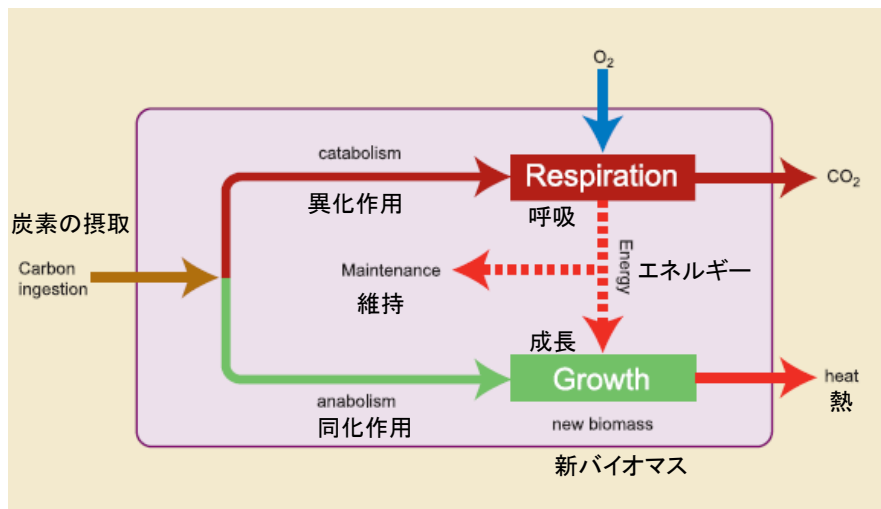 O₂
catabolism
Respiration
CO₂
異化作用
呼吸
炭素の摂取
Carbon
ingestion
Maintenance
維持
Energy
エネルギー
成長
Growth
heat
熱
anabolism
同化作用
new biomass
新バイオマス